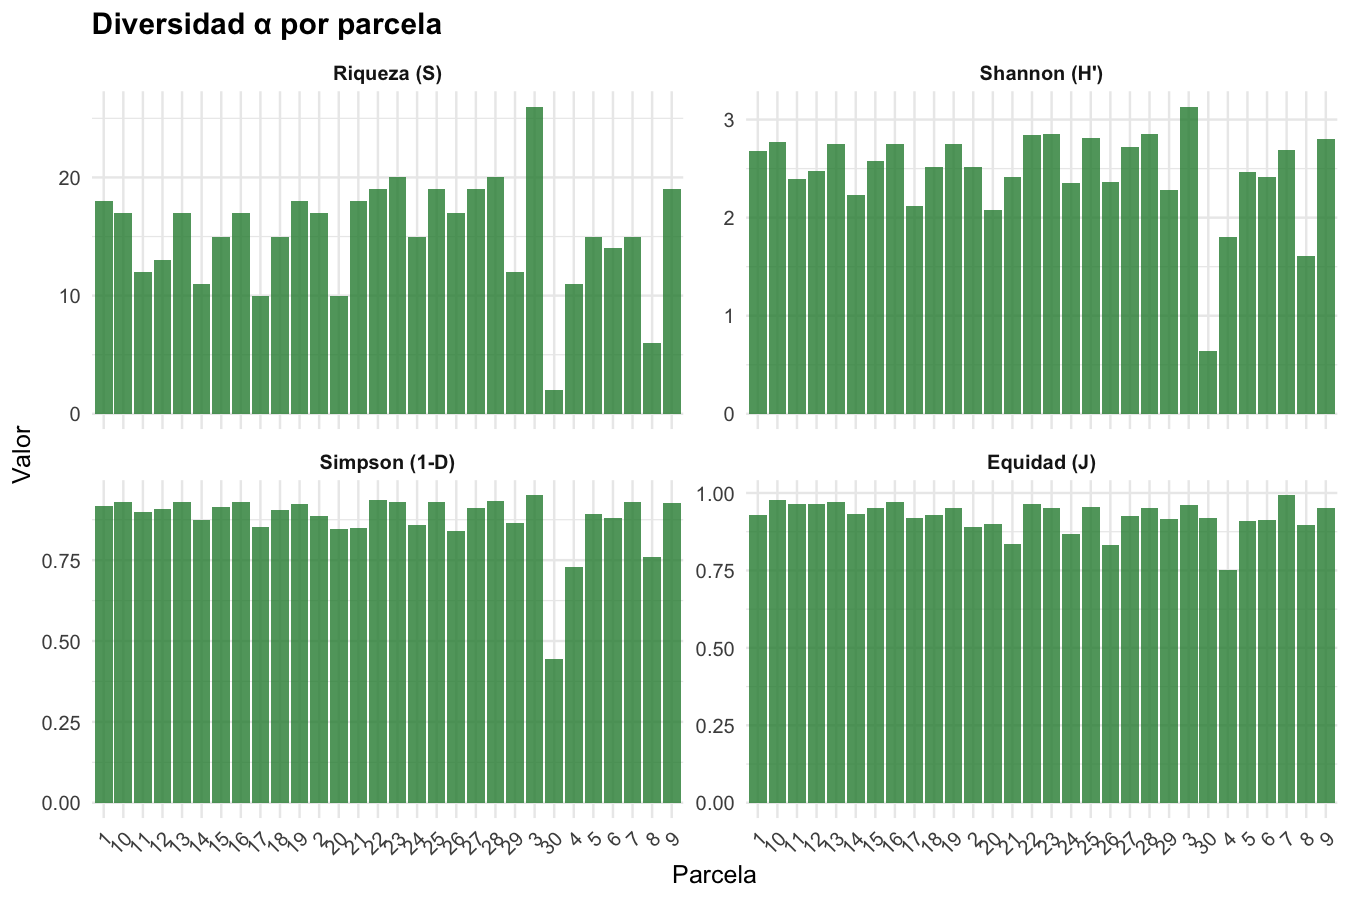 Diversidad α por parcela
Riqueza (S)
Shannon (H')
20
10
0
3
2
1
0
Valor
Simpson (1-D)
Equidad (J)
0.75
0.50
0.25
0.00
1.00
0.75
0.50
0.25
0.00
1 10 11 12 13 14 15 16 17 18 19 2 20 21 22 23 24 25 26 27 28 29 3 30 4 5 6 7 8 9
1 10 11 12 13 14 15 16 17 18 19 2 20 21 22 23 24 25 26 27 28 29 3 30 4 5 6 7 8 9
Parcela